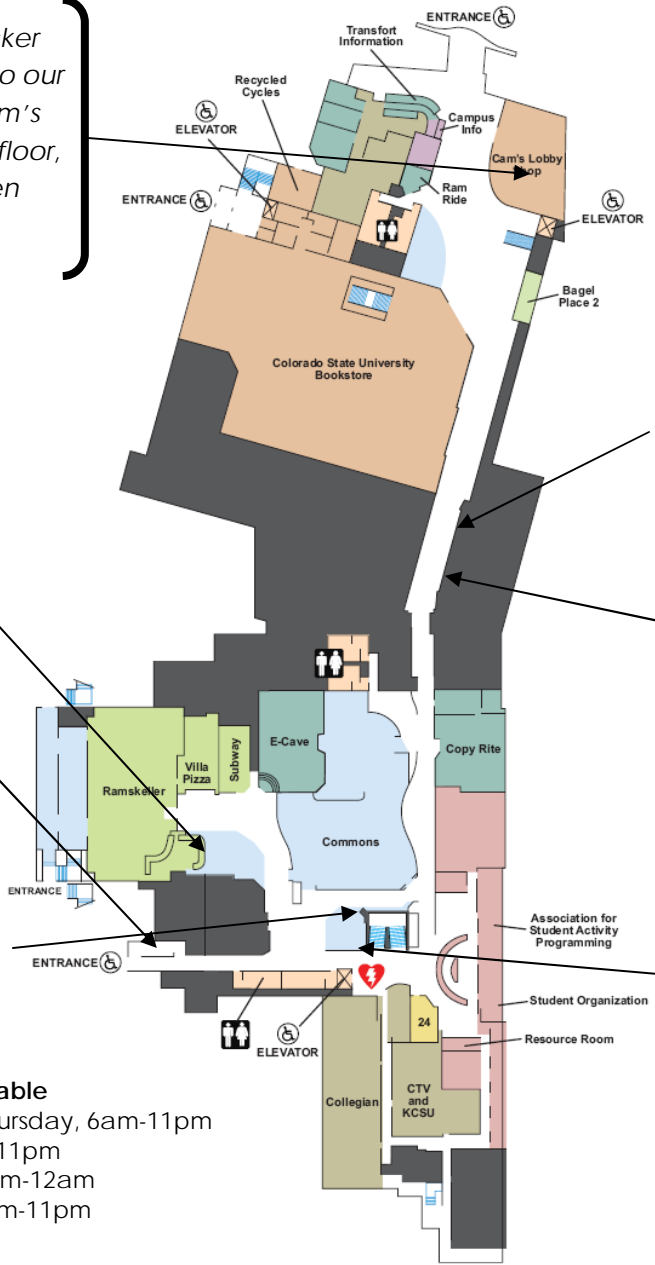 cker
o our
m's
floor,
en
ENTRANCE
Transfort
Information
Recycled
Cycles
ELEVATOR
Campus
Info
Cam's Lobby
Shop
ENTRANCE
Ram
Ride
ELEVATOR
Bagel
Place 2
Colorado State University
Bookstore
E-Cave
Copy Rite
Villa
Pizza
Subway
Ramskeller
Commons
ENTRANCE
Association for
Student Activity
Programming
ENTRANCE
Student Organization
24
Resource Room
ELEVATOR
Collegian
CTV
and
KCSU
able
ursday, 6am-11pm
11pm
m-12am
m-11pm